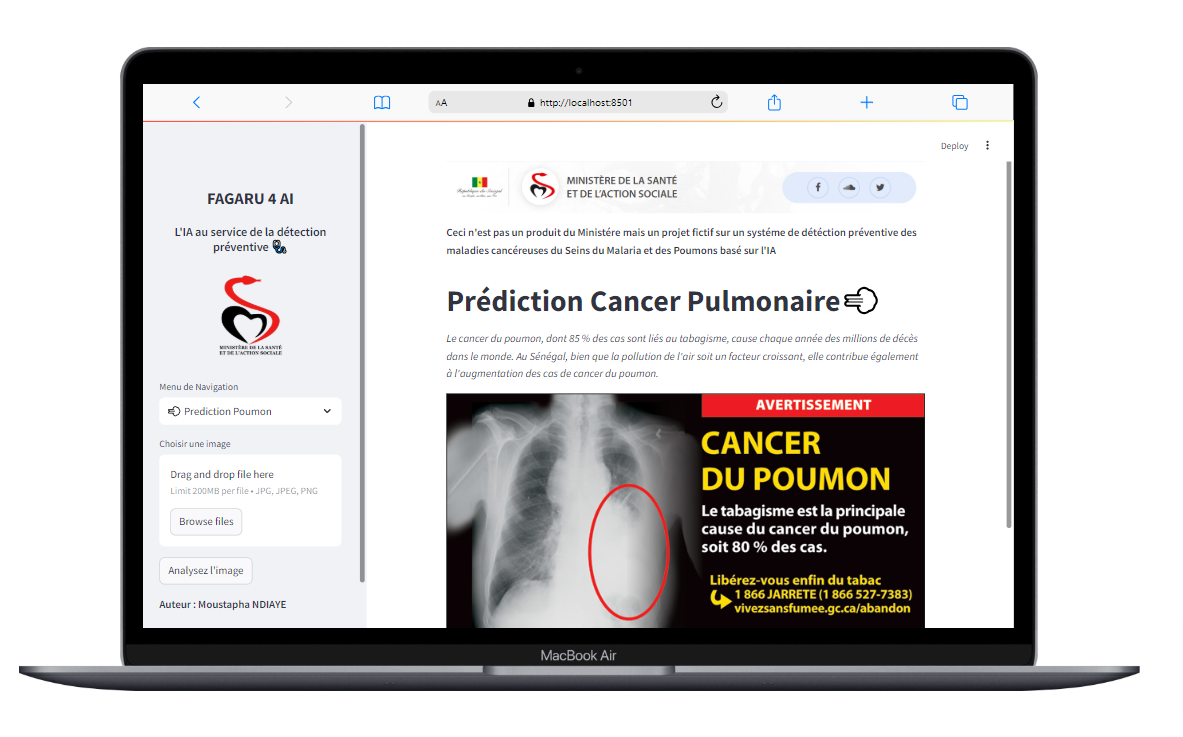 AA
http://localhost:8501
Deploy
FAGARU 4 AI
L'IA au service de la détection
préventive
MINISTÈRE DE LA SANTÉ
ET DE L'ACTION SOCIALE
Menu de Navigation
Prediction Poumon
Choisir une image
Drag and drop file here
Limit 200MB per file • JPG, JPEG, PNG
Browse files
Analysez l'image
Auteur : Moustapha NDIAYE
République du Sénégal
MINISTÈRE DE LA SANTÉ
ET DE L'ACTION SOCIALE
Ceci n'est pas un produit du Ministére mais un projet fictif sur un systéme de détéction préventive des
maladies cancéreuses du Seins du Malaria et des Poumons basé sur l'IA
Prédiction Cancer Pulmonaire
Le cancer du poumon, dont 85 % des cas sont liés au tabagisme, cause chaque année des millions de décès
dans le monde. Au Sénégal, bien que la pollution de l'air soit un facteur croissant, elle contribue également
à l'augmentation des cas de cancer du poumon.
AVERTISSEMENT
CANCER
DU POUMON
Le tabagisme est la principale
cause du cancer du poumon,
soit 80 % des cas.
Libérez-vous enfin du tabac
1 866 JARRETE (1 866 527-7383)
vivezsansfumee.gc.ca/abandon
MacBook Air